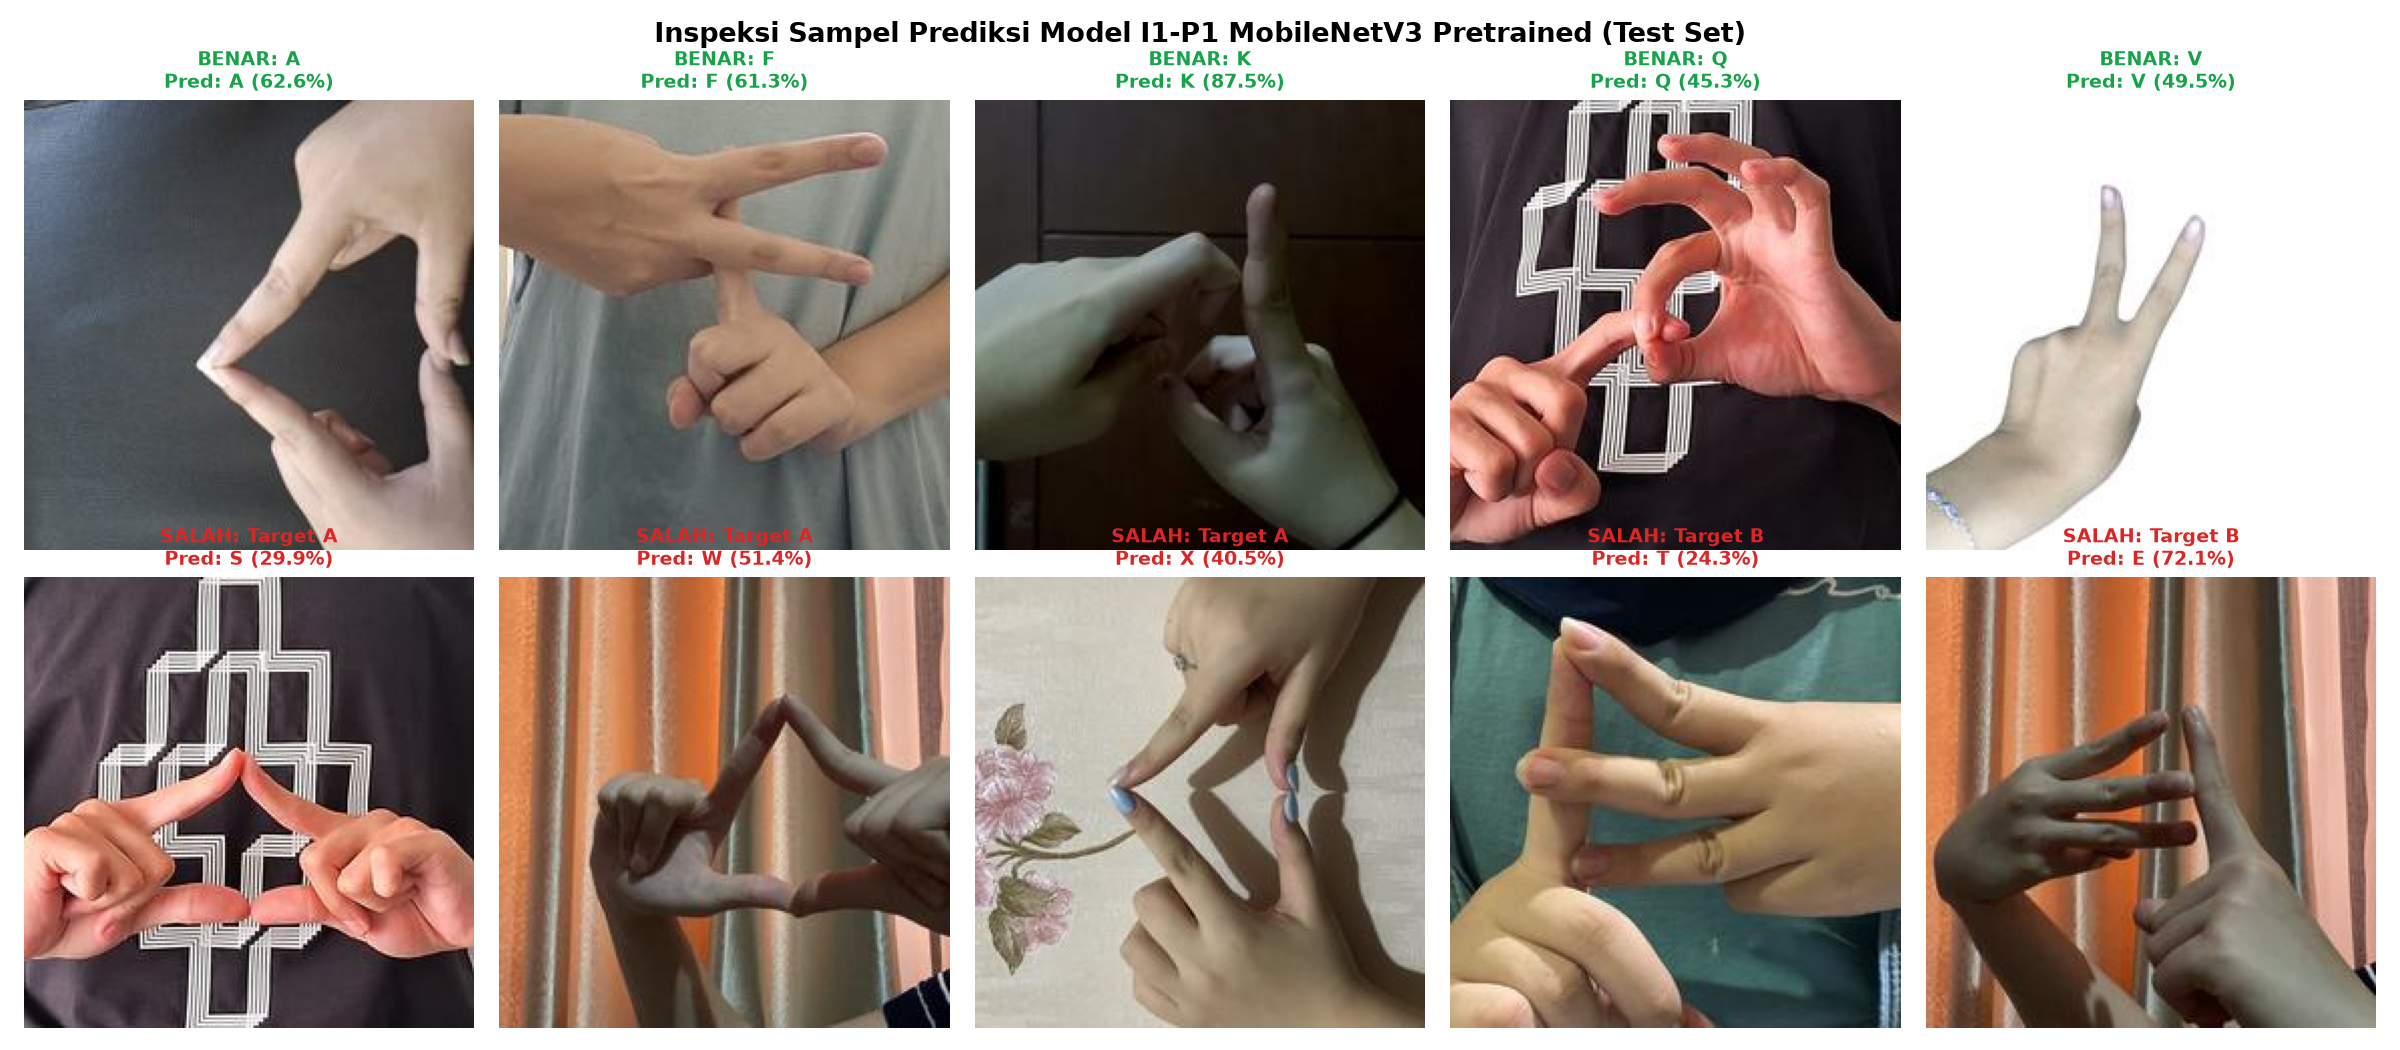 Inspeksi Sampel Prediksi Model I1-P1 MobileNetV3 Pretrained (Test Set)
BENAR: A
Pred: A (62.6%)
BENAR: F
Pred: F (61.3%)
BENAR: K
Pred: K (87.5%)
BENAR: Q
Pred: Q (45.3%)
BENAR: V
Pred: V (49.5%)
SALAH: Target A
Pred: S (29.9%)
SALAH: Target A
Pred: W (51.4%)
SALAH: Target A
Pred: X (40.5%)
SALAH: Target B
Pred: T (24.3%)
SALAH: Target B
Pred: E (72.1%)